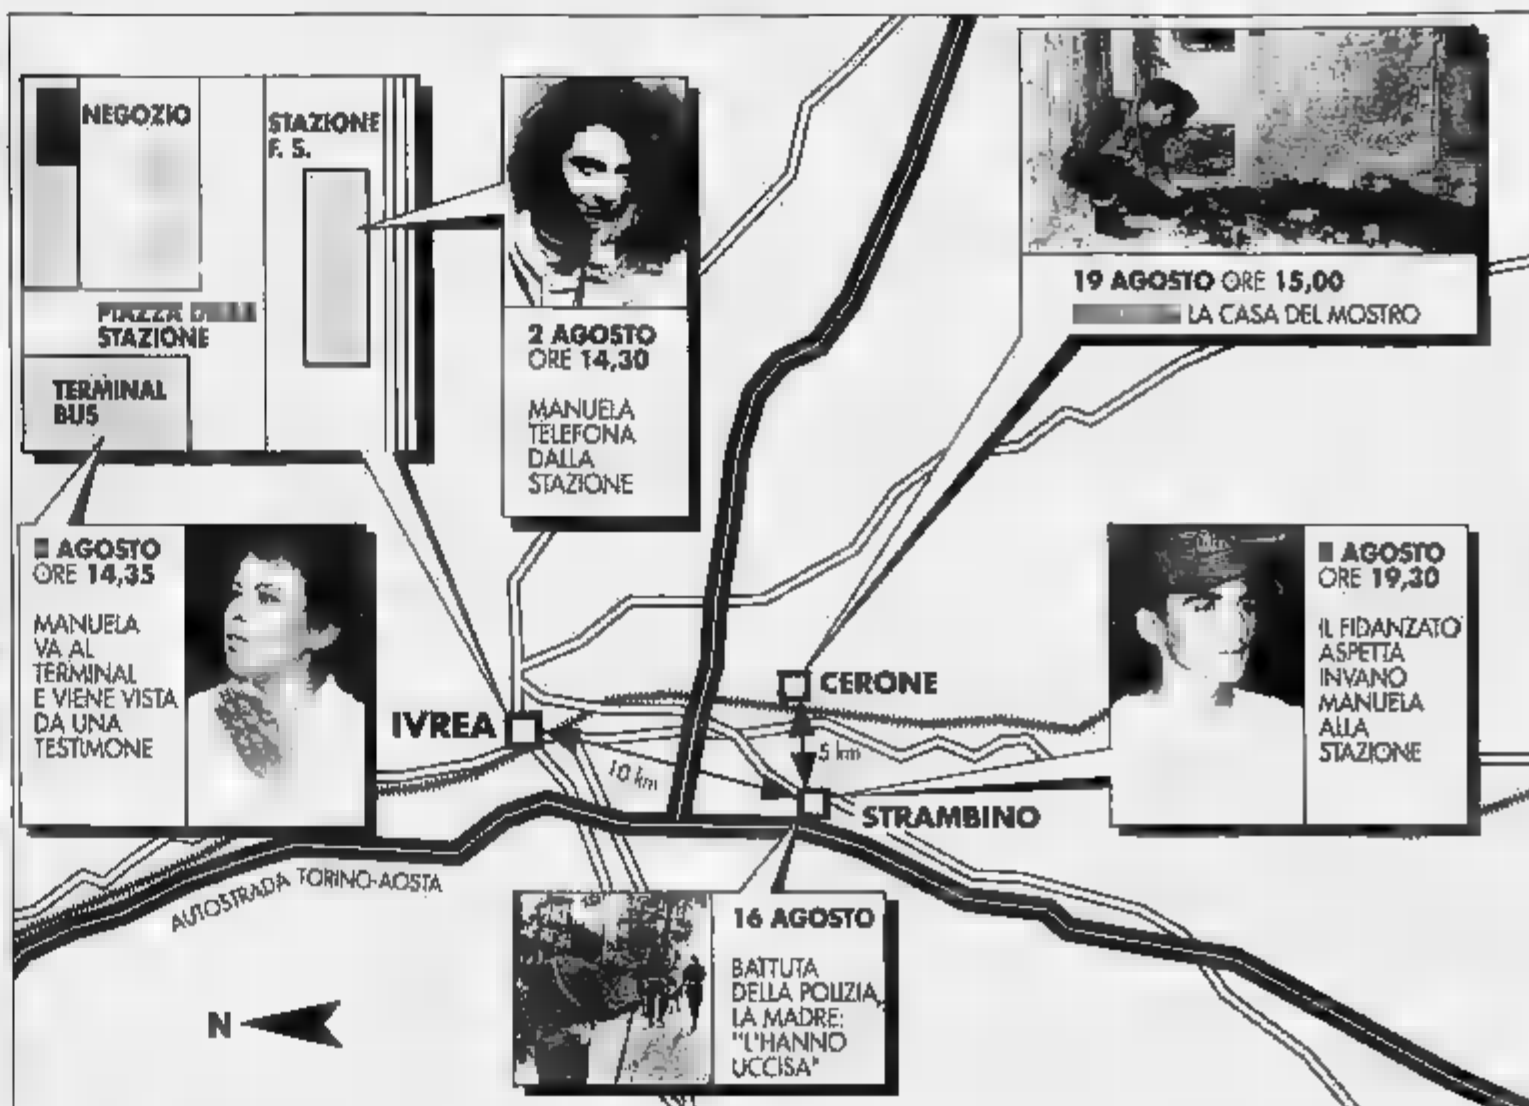 NEGOZIO
STAZIONE
F. S.
PIAZZA
STAZIONE
TERMINAL
BUS
2 AGOSTO
ORE 14,30
MANUELA
TELEFONA
DALLA
STAZIONE
19 AGOSTO ORE 15,00
LA CASA DEL MOSTRO
AGOSTO
ORE 14,35
MANUELA
VA AL
TERMINAL
E VIENE VISTA
DA UNA
TESTIMONE
AGOSTO
ORE 19,30
IL FIDANZATO
ASPETTA
INVANO
MANUELA
ALLA
STAZIONE
CERONE
IVREA
5 km
10 km
STRAMBINO
AUTOSTRADA TORINO-AOSTA
16 AGOSTO
BATTUTA
DELLA POLIZIA,
LA MADRE:
"L'HANNO
UCCISA"
N